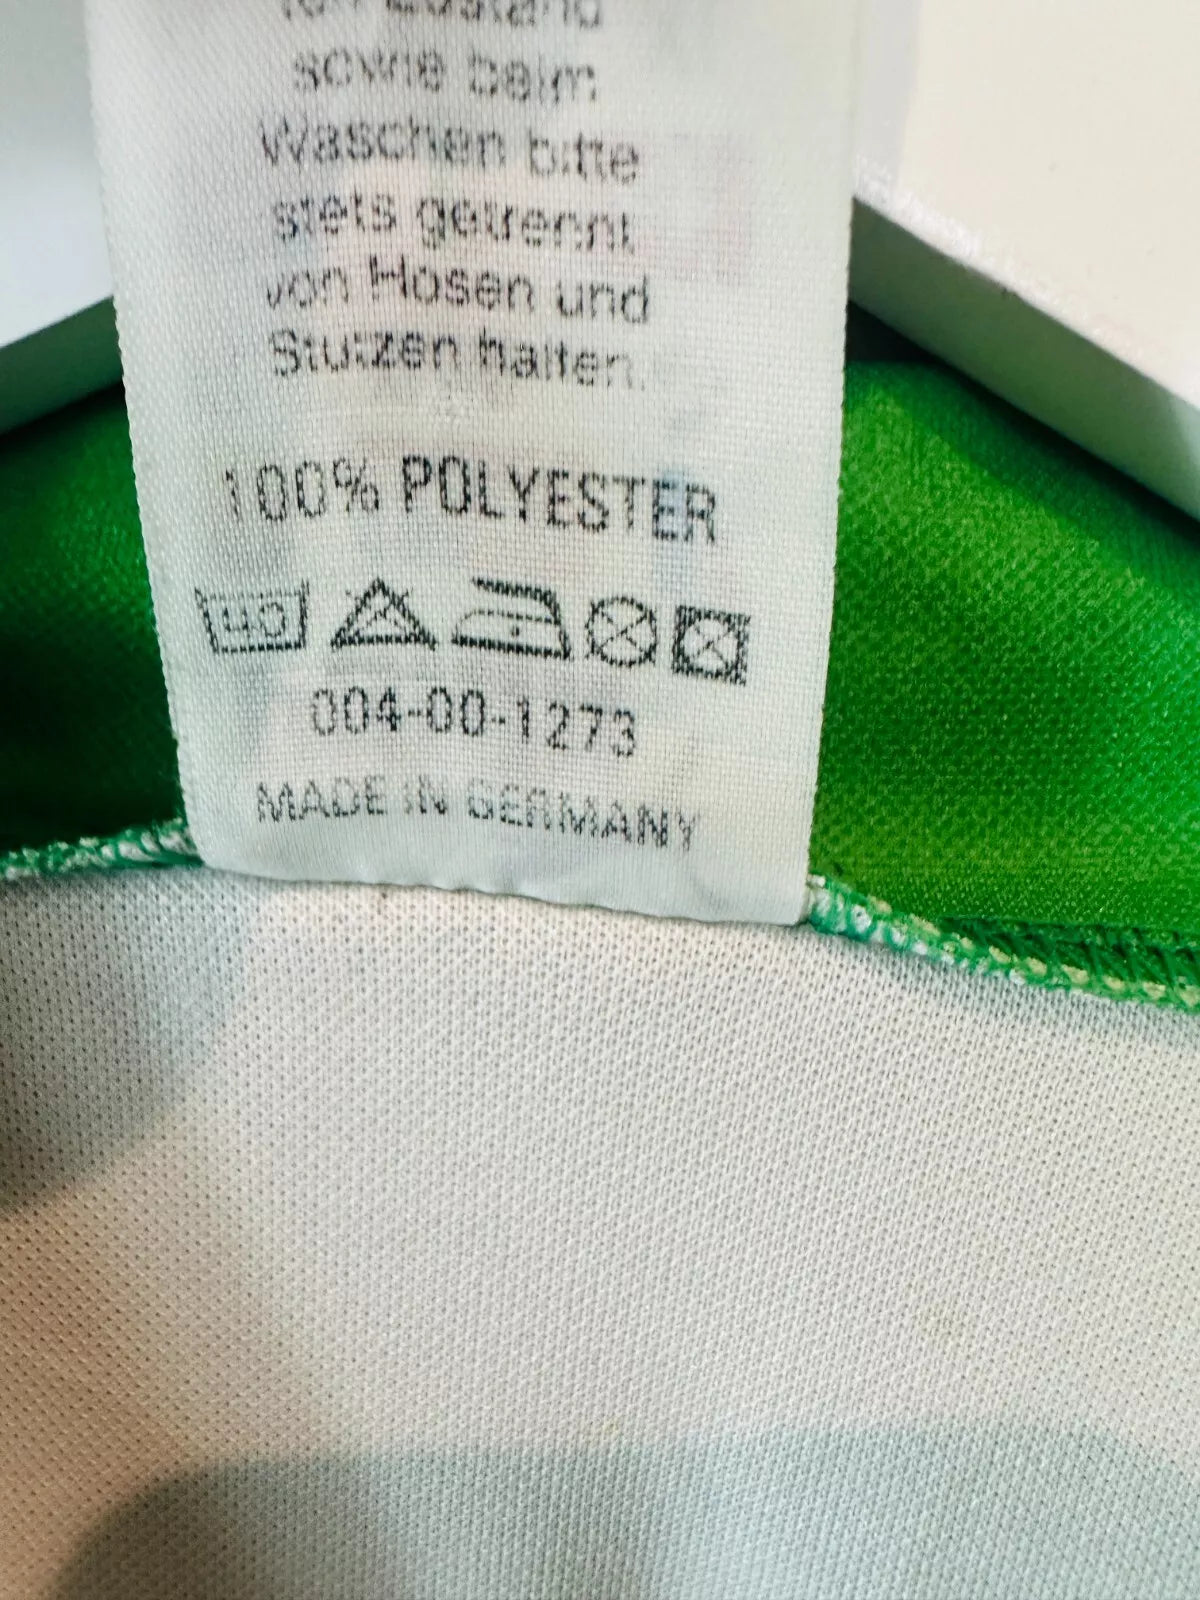 Zustand
sowie beim
Waschen bitte
stets getrennt
von Hosen und
Stutzen halten.
100% POLYESTER
40
004-00-1273
MADE IN GERMANY